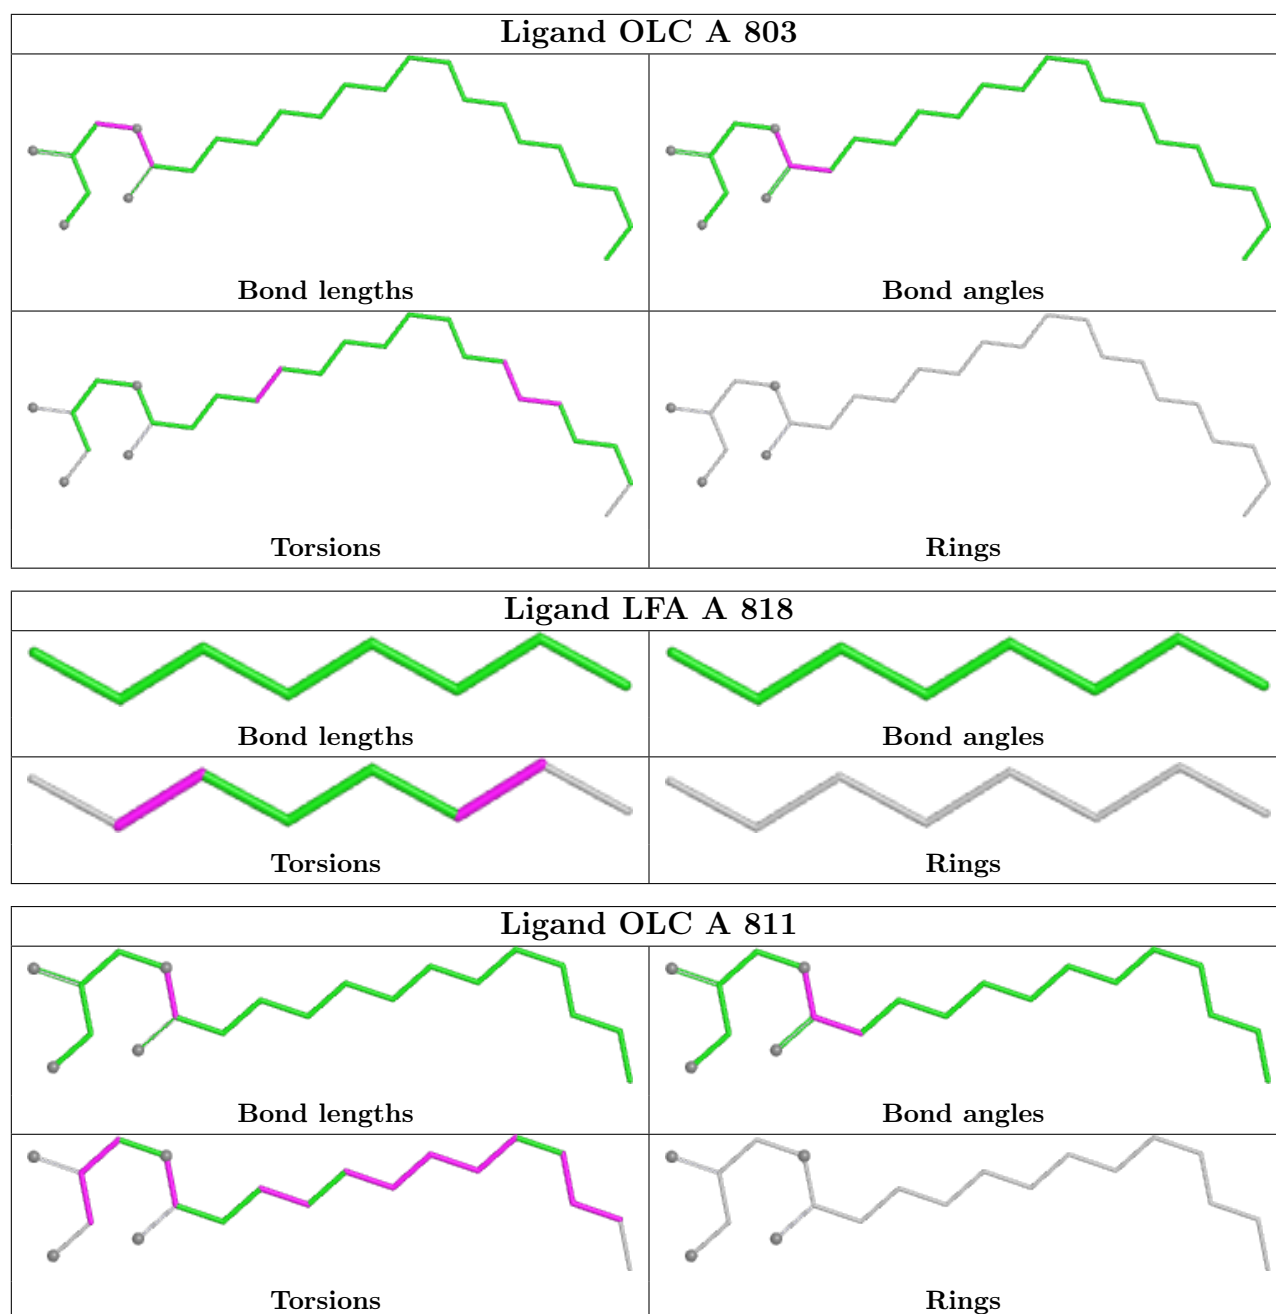 Ligand OLC A 803
Bond lengths
Bond angles
Torsions
Rings
Ligand LFA A 818
Bond lengths
Bond angles
Torsions
Rings
Ligand OLC A 811
Bond lengths
Bond angles
Torsions
Rings